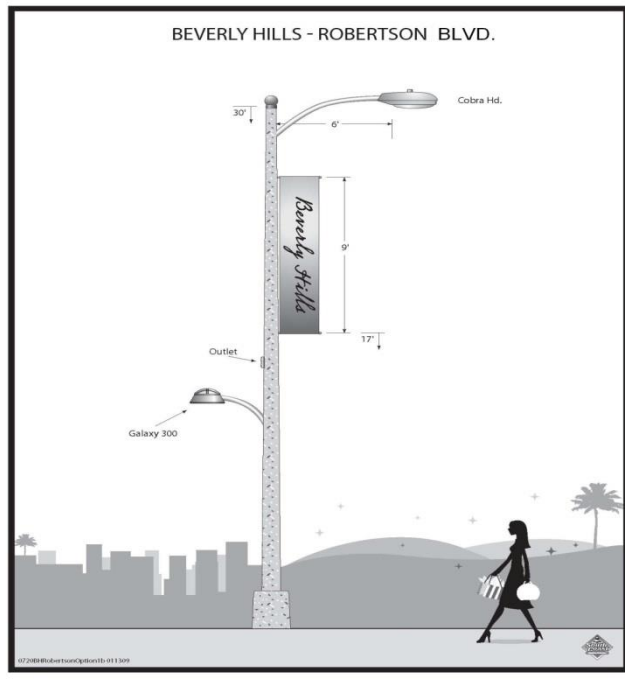 BEVERLY HILLS - ROBERTSON BLVD.
30'
6'
Cobra Hd.
Beverly Hills
9'
17'
Outlet
Galaxy 300
0720BHRobertsonOption1b 011309